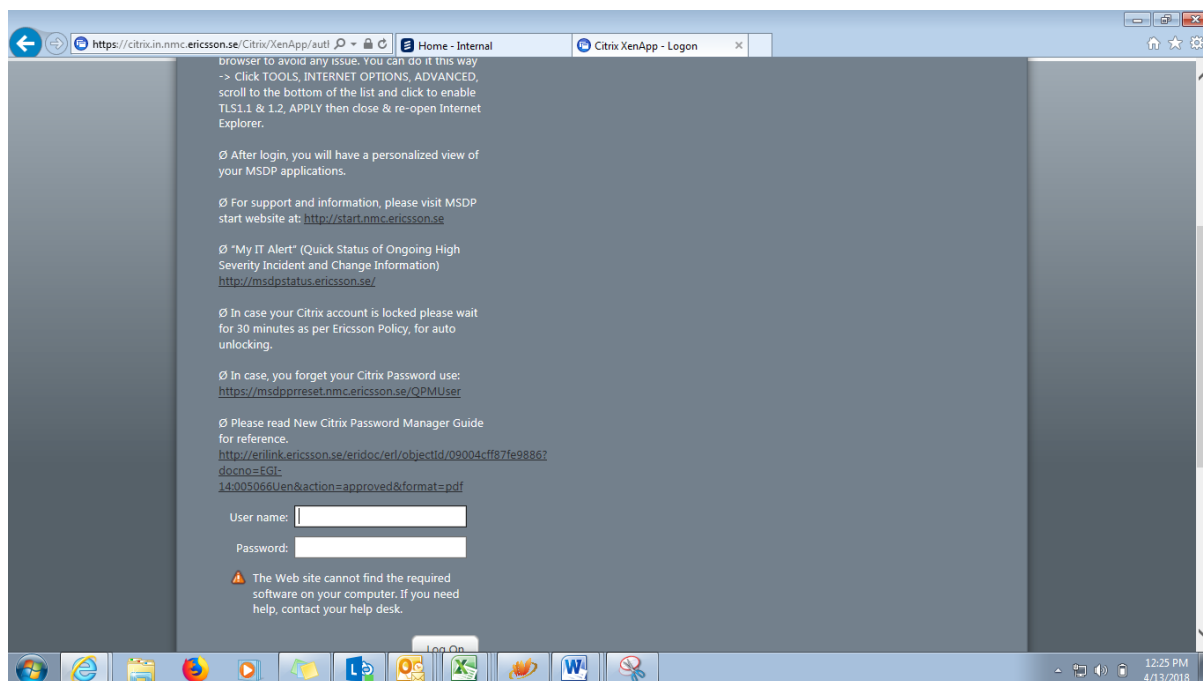 https://citrix.in.nmc.ericsson.se/Citrix/XenApp/autl
Home - Internal
Citrix XenApp - Logon
browser to avoid any issue. You can do it this way
-> Click TOOLS, INTERNET OPTIONS, ADVANCED,
scroll to the bottom of the list and click to enable
TLS1.1 & 1.2, APPLY then close & re-open Internet
Explorer.
Ø After login, you will have a personalized view of
your MSDP applications.
Ø For support and information, please visit MSDP
start website at: http://start.nmc.ericsson.se
Ø "My IT Alert" (Quick Status of Ongoing High
Severity Incident and Change Information)
http://msdpstatus.ericsson.se/
Ø In case your Citrix account is locked please wait
for 30 minutes as per Ericsson Policy, for auto
unlocking.
Ø In case, you forget your Citrix Password use:
https://msdpprreset.nmc.ericsson.se/QPMUser
Ø Please read New Citrix Password Manager Guide
for reference.
http://erilink.ericsson.se/eridoc/erl/objectId/09004cff87fe9886?
docno=EGI-
14:005066Uen&action=approved&format=pdf
User name:
Password:
The Web site cannot find the required
software on your computer. If you need
help, contact your help desk.
Log On
12:25 PM
4/13/2018